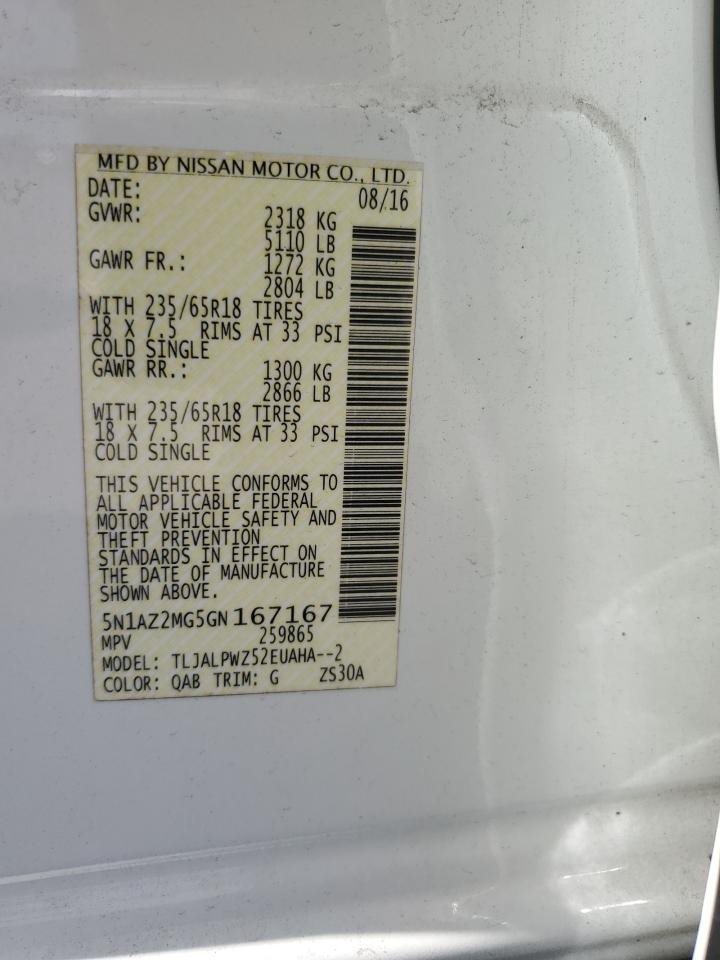 MFD BY NISSAN MOTOR CO., LTD.
DATE: 08/16
GVWR: 2318 KG
5110 LB
GAWR FR.: 1272 KG
2804 LB
WITH 235/65R18 TIRES
18 X 7.5 RIMS AT 33 PSI
COLD SINGLE
GAWR RR.: 1300 KG
2866 LB
WITH 235/65R18 TIRES
18 X 7.5 RIMS AT 33 PSI
COLD SINGLE
THIS VEHICLE CONFORMS TO
ALL APPLICABLE FEDERAL
MOTOR VEHICLE SAFETY AND
THEFT PREVENTION
STANDARDS IN EFFECT ON
THE DATE OF MANUFACTURE
SHOWN ABOVE.
5N1AZ2MG5GN167167
MPV 259865
MODEL: TLJALPWZ52EUAHA--2
COLOR: QAB TRIM: G ZS30A